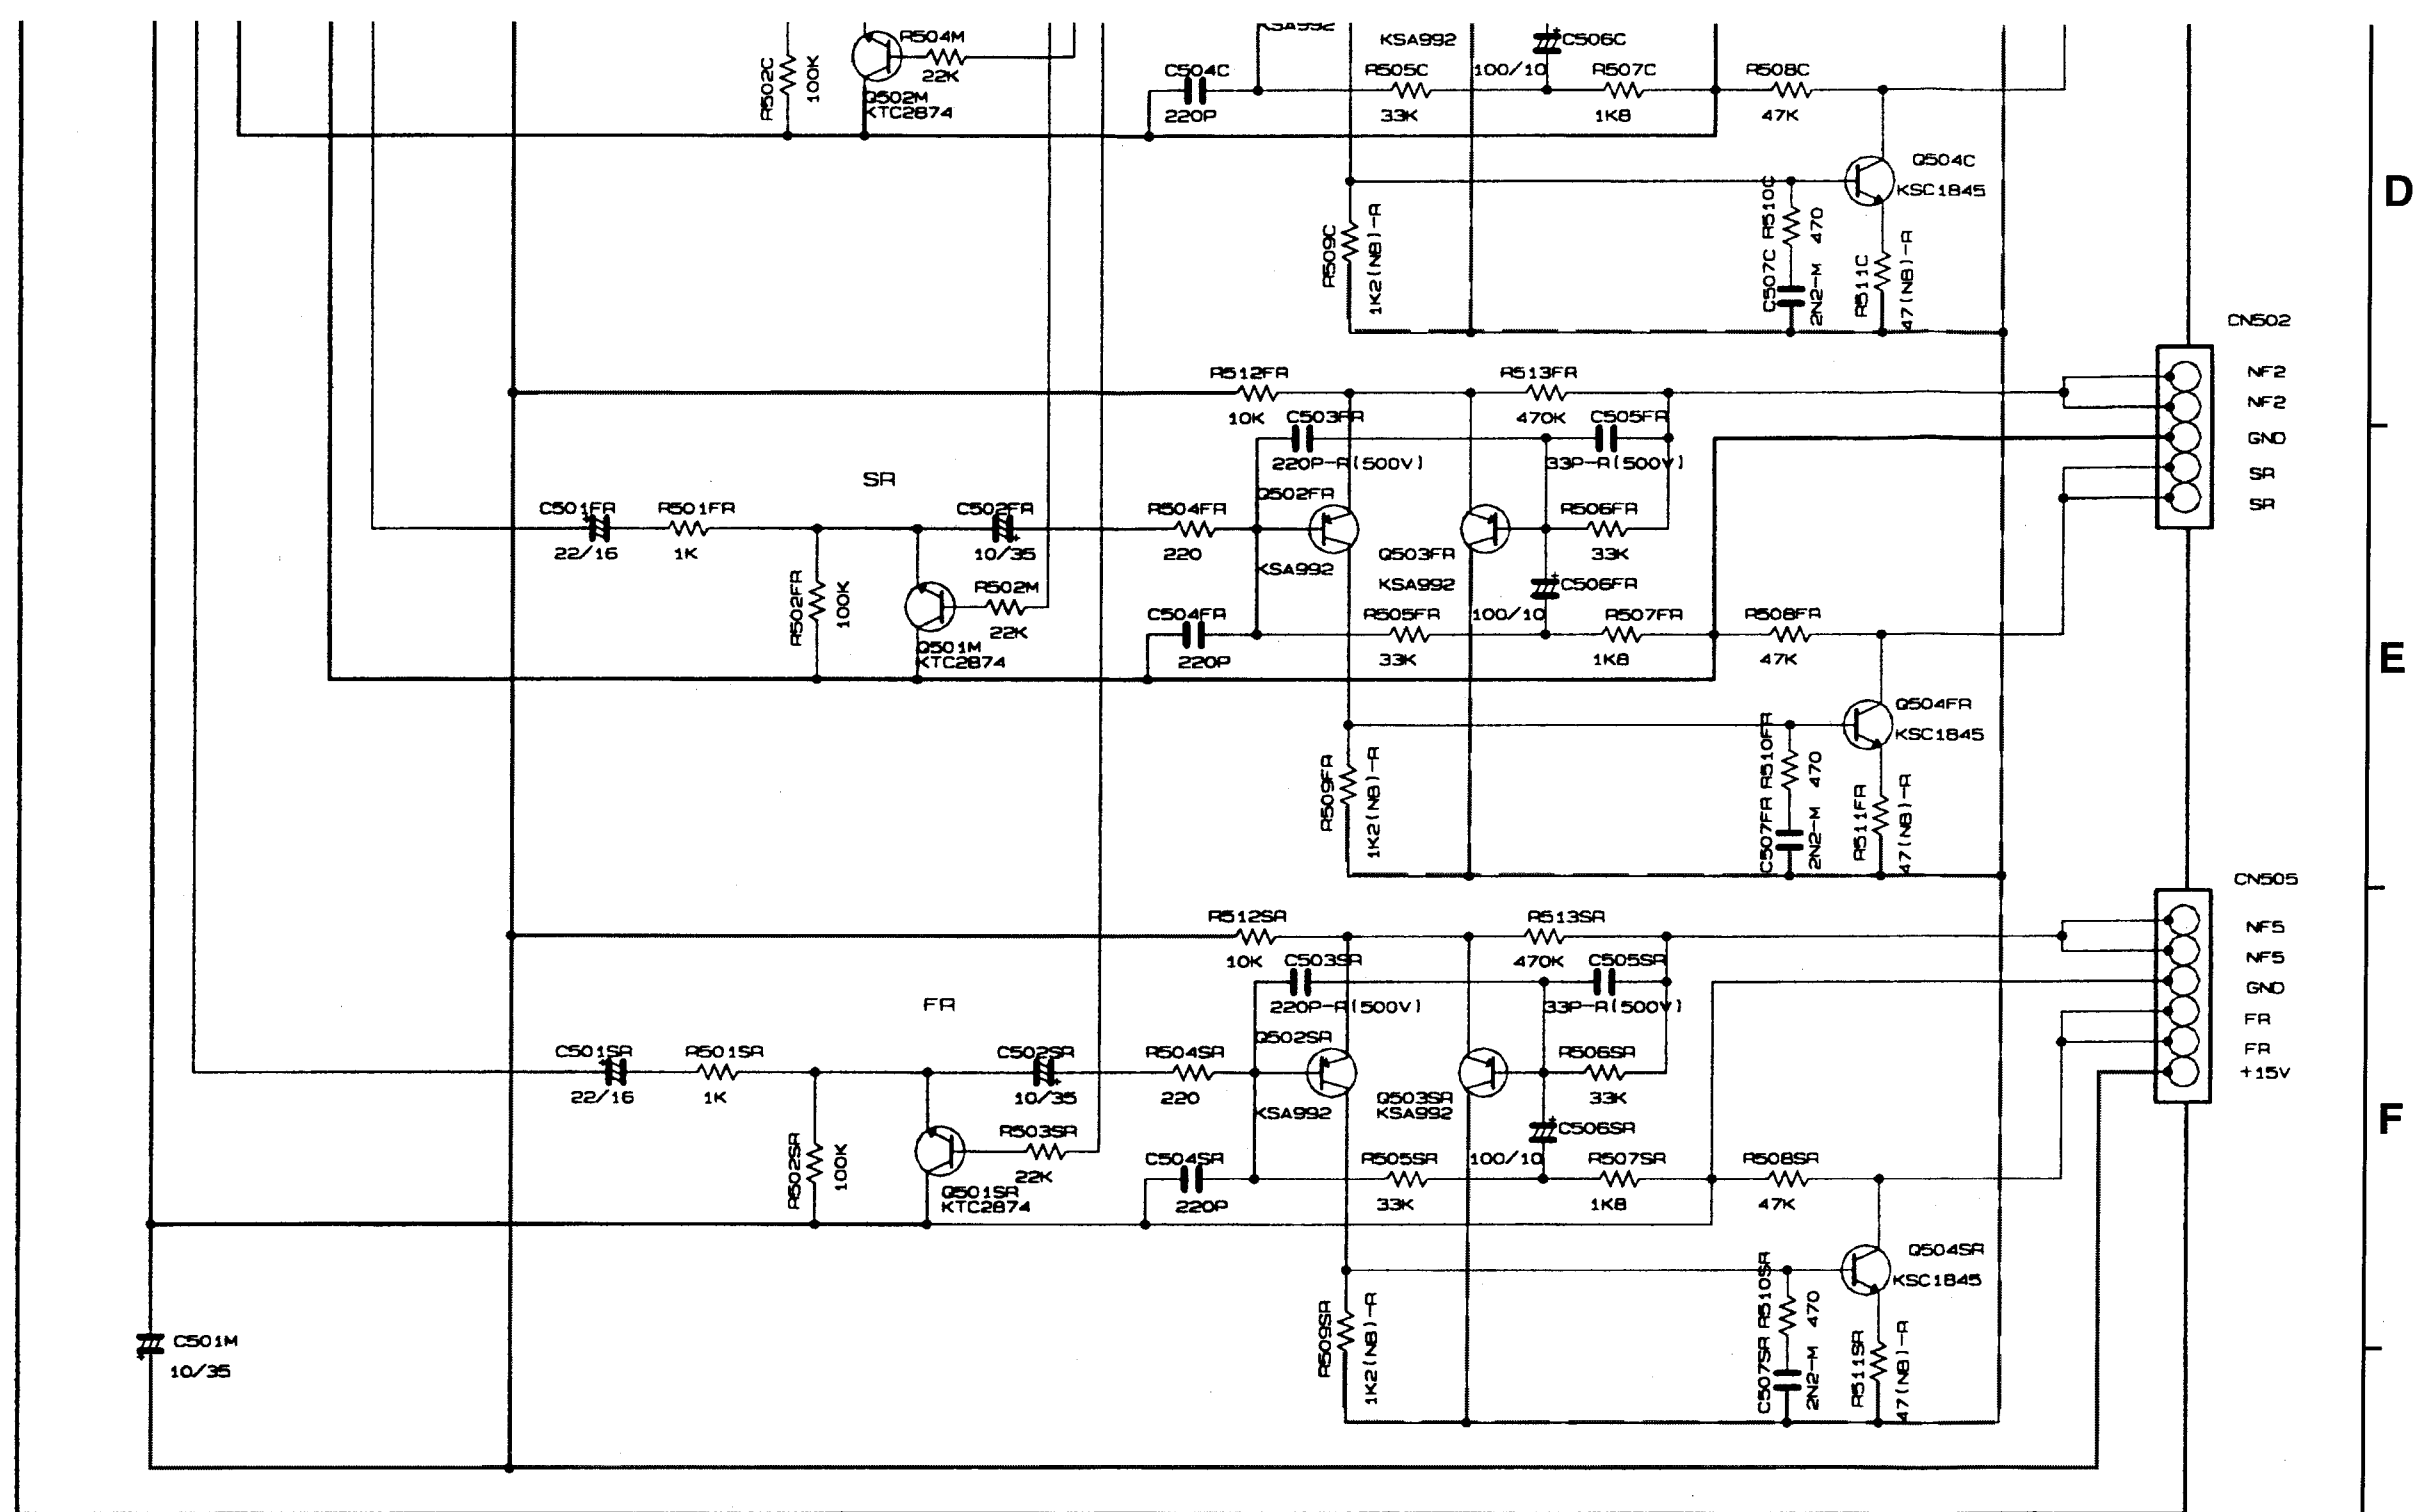 KSA992
R504M
22K
Q502M
KTC2874
R502C
100K
C504C
220P
KSA992
R505C
33K
C506C
100/10
R507C
1K8
R508C
47K
Q504C
KSC1845
R509C
1K2(NB)-R
C507C R510C
2N2-M 470
R511C
47(NB)-R
D
CN502
NF2
NF2
GND
SR
SR
R512FR
10K
R513FR
470K
C503FR
220P-R(500V)
C505FR
33P-R(500V)
SR
C501FR
22/16
R501FR
1K
C502FR
10/35
R504FR
220
Q502FR
KSA992
Q503FR
KSA992
R506FR
33K
R502FR
100K
R502M
22K
Q501M
KTC2874
C504FR
220P
R505FR
33K
C506FR
100/10
R507FR
1K8
R508FR
47K
E
Q504FR
KSC1845
R509FR
1K2(NB)-R
C507FR R510FR
2N2-M 470
R511FR
47(NB)-R
CN505
NF5
NF5
GND
FR
FR
+15V
R512SR
10K
R513SR
470K
C503SR
220P-R(500V)
C505SR
33P-R(500V)
FR
C501SR
22/16
R501SR
1K
C502SR
10/35
R504SR
220
Q502SR
KSA992
Q503SR
KSA992
R506SR
33K
R502SR
100K
R503SR
22K
Q501SR
KTC2874
C504SR
220P
R505SR
33K
C506SR
100/10
R507SR
1K8
R508SR
47K
F
Q504SR
KSC1845
R509SR
1K2(NB)-R
C507SR R510SR
2N2-M 470
R511SR
47(NB)-R
C501M
10/35